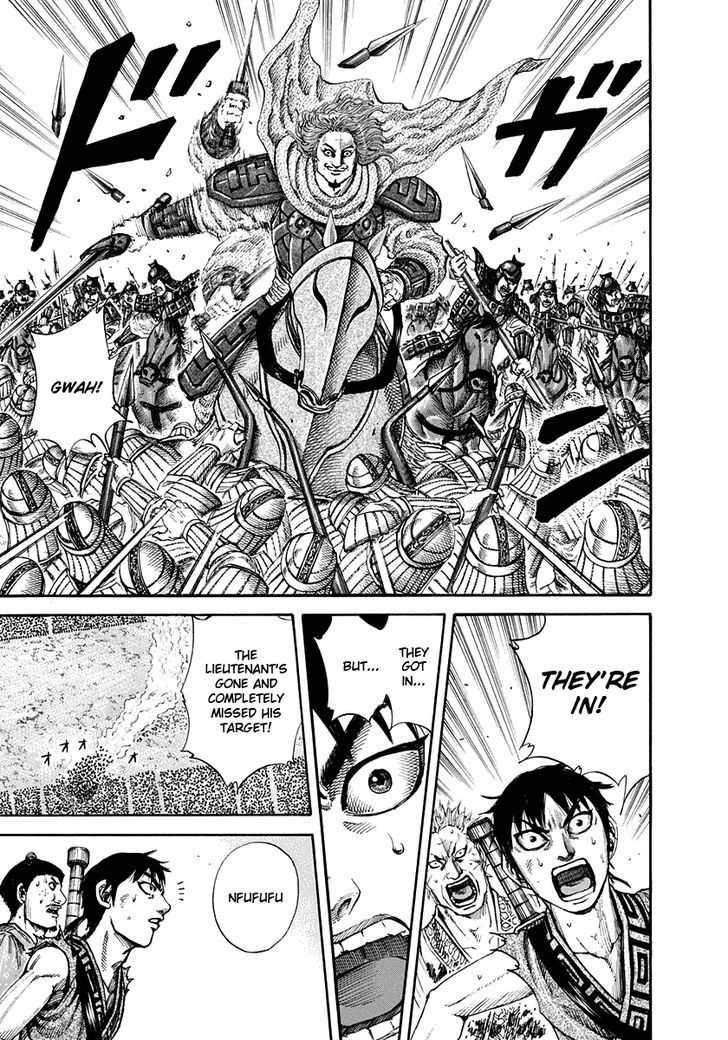 ガ
ド
ン
GWAH!
THEY'RE
IN!
THEY
GOT
IN...
BUT...
THE
LIEUTENANT'S
GONE AND
COMPLETELY
MISSED HIS
TARGET!
オオオ
NFUFUFU